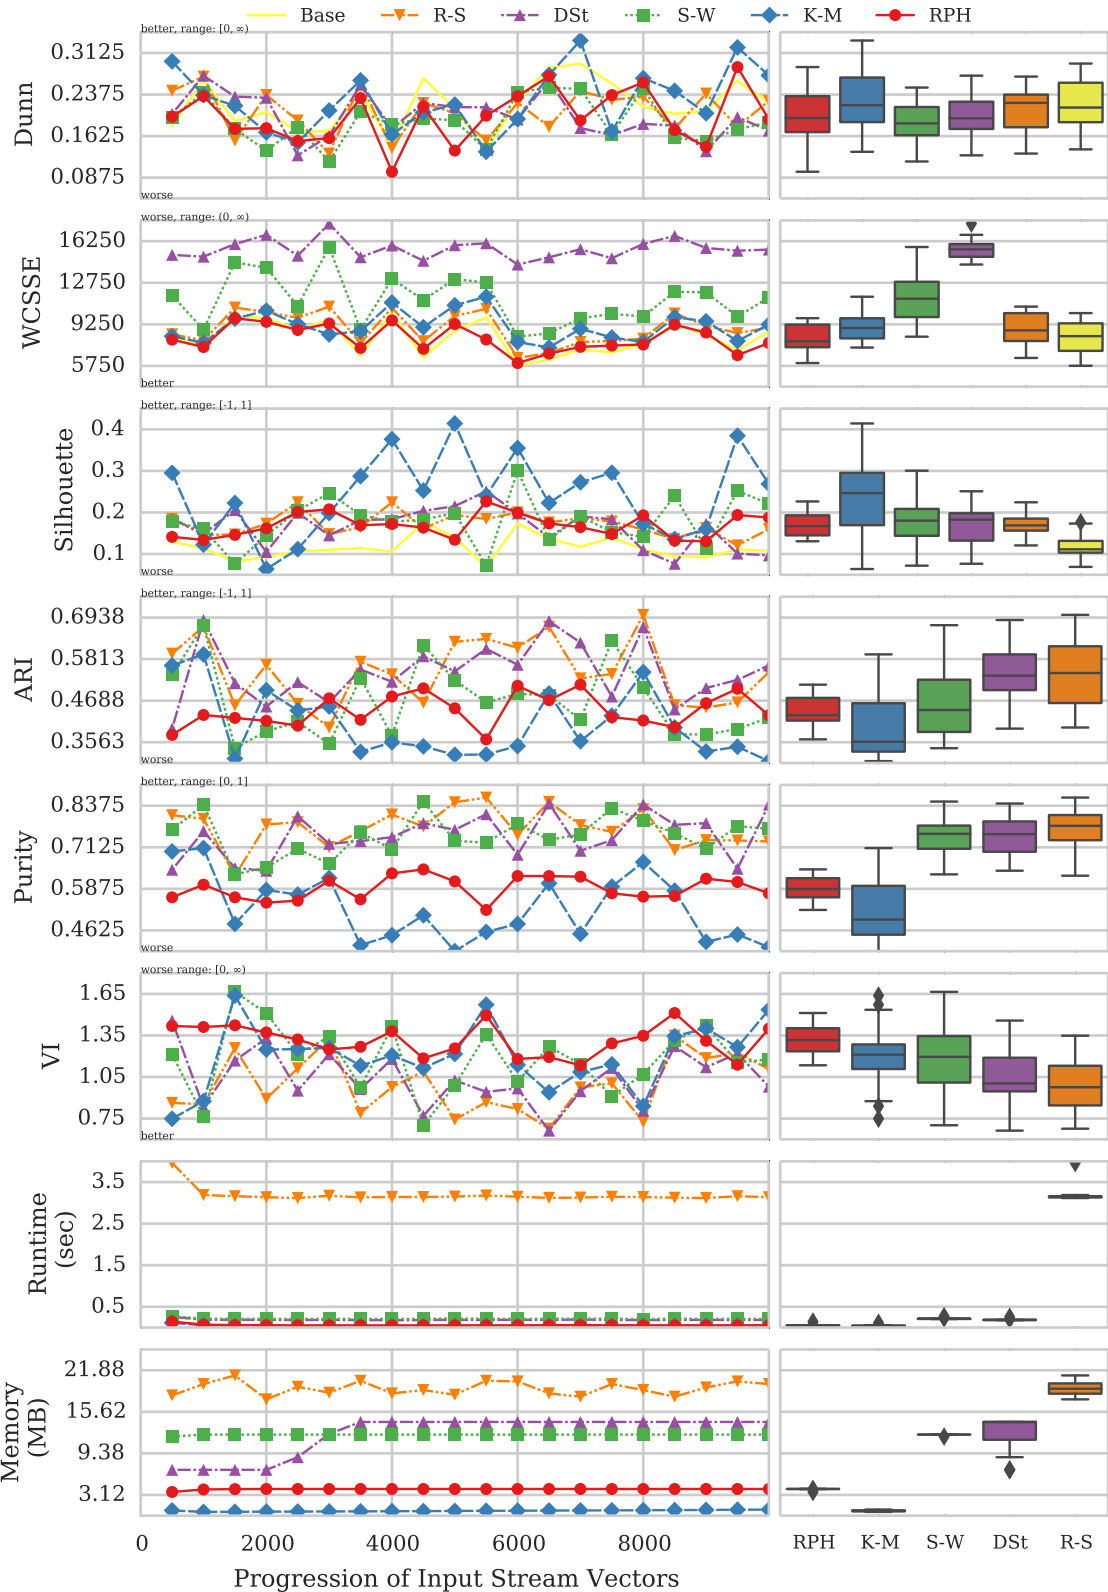 Base R-S DSt S-W K-M RPH
better, range: [0, ∞)
0.3125
0.2375
0.1625
0.0875
Dunn
worse
worse, range: (0, ∞)
16250
12750
9250
5750
WCSSE
better
better, range: [-1, 1]
0.4
0.3
0.2
0.1
Silhouette
worse
better, range: [-1, 1]
0.6938
0.5813
0.4688
0.3563
ARI
worse
better, range: [0, 1]
0.8375
0.7125
0.5875
0.4625
Purity
worse
worse range: [0, ∞)
1.65
1.35
1.05
0.75
VI
better
3.5
2.5
1.5
0.5
Runtime
(sec)
21.88
15.62
9.38
3.12
Memory
(MB)
0 2000 4000 6000 8000
RPH K-M S-W DSt R-S
Progression of Input Stream Vectors